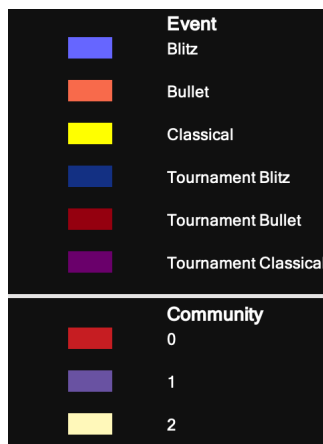 Event
Blitz
Bullet
Classical
Tournament Blitz
Tournament Bullet
Tournament Classical
Community
0
1
2